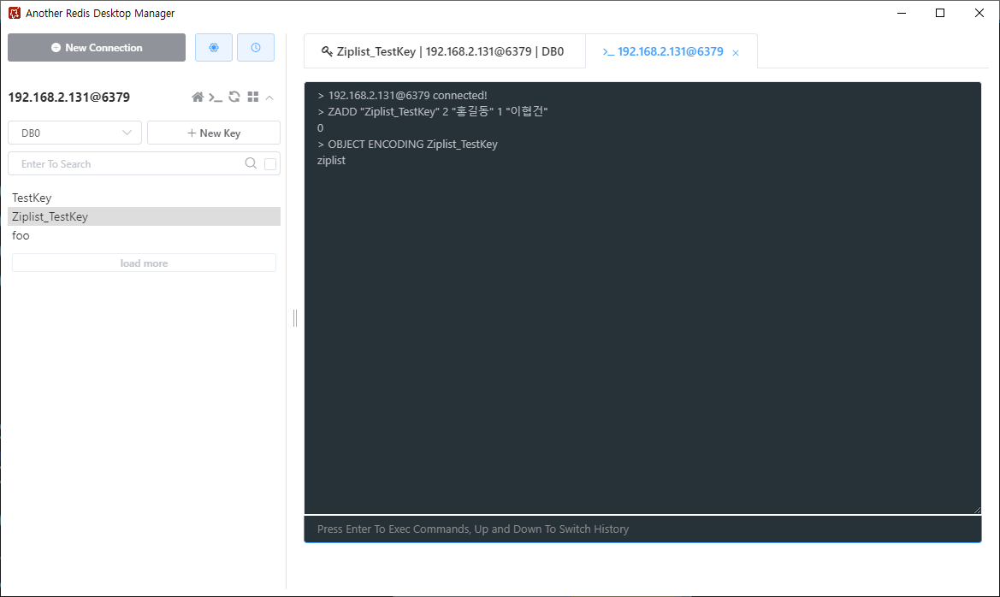 Another Redis Desktop Manager
New Connection
192.168.2.131@6379
DB0
New Key
Enter To Search
TestKey
Ziplist_TestKey
foo
load more
Ziplist_TestKey | 192.168.2.131@6379 | DB0
>_ 192.168.2.131@6379 ×
> 192.168.2.131@6379 connected!
> ZADD "Ziplist_TestKey" 2 "홍길동" 1 "이협건"
0
> OBJECT ENCODING Ziplist_TestKey
ziplist
Press Enter To Exec Commands, Up and Down To Switch History